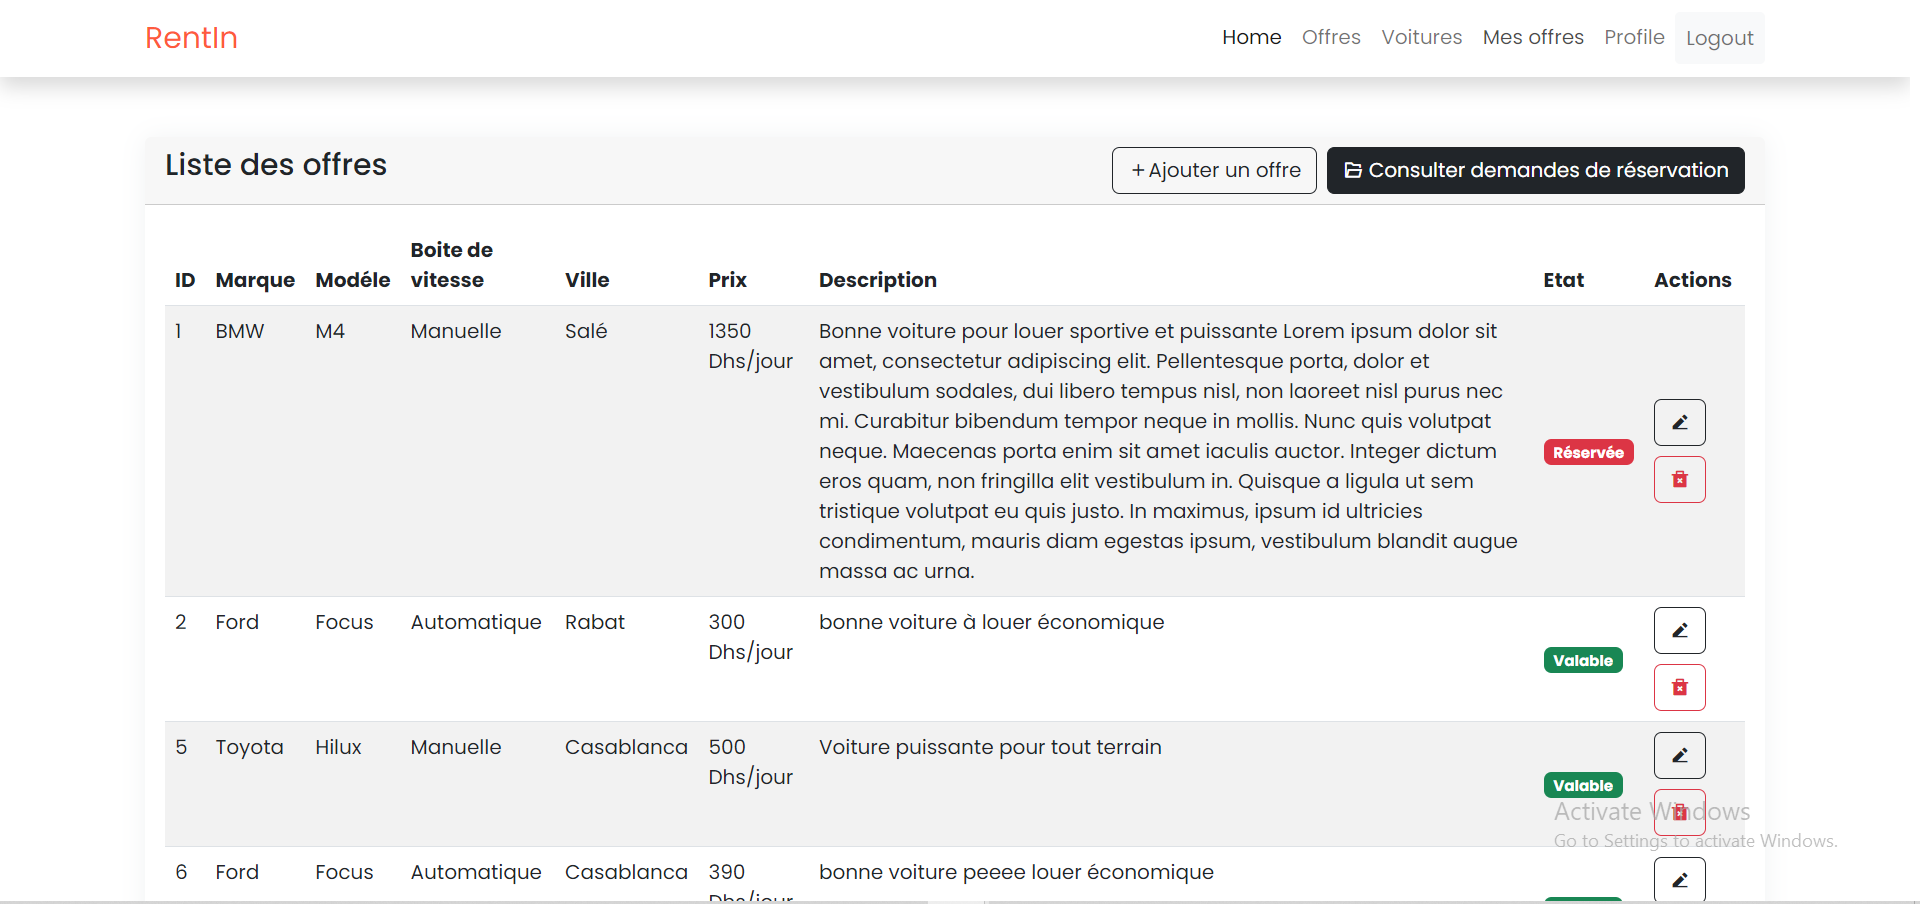 RentIn
Home Offres Voitures Mes offres Profile Logout
Liste des offres
+ Ajouter un offre
Consulter demandes de réservation
ID Marque Modéle Boite de vitesse Ville Prix Description Etat Actions
1 BMW M4 Manuelle Salé 1350 Dhs/jour
Bonne voiture pour louer sportive et puissante Lorem ipsum dolor sit
amet, consectetur adipiscing elit. Pellentesque porta, dolor et
vestibulum sodales, dui libero tempus nisl, non laoreet nisl purus nec
mi. Curabitur bibendum tempor neque in mollis. Nunc quis volutpat
neque. Maecenas porta enim sit amet iaculis auctor. Integer dictum
eros quam, non fringilla elit vestibulum in. Quisque a ligula ut sem
tristique volutpat eu quis justo. In maximus, ipsum id ultricies
condimentum, mauris diam egestas ipsum, vestibulum blandit augue
massa ac urna.
Réservée
2 Ford Focus Automatique Rabat 300 Dhs/jour bonne voiture à louer économique
Valable
5 Toyota Hilux Manuelle Casablanca 500 Dhs/jour Voiture puissante pour tout terrain
Valable
Activate Windows
Go to Settings to activate Windows.
6 Ford Focus Automatique Casablanca 390 Dhs/jour bonne voiture peeee louer économique